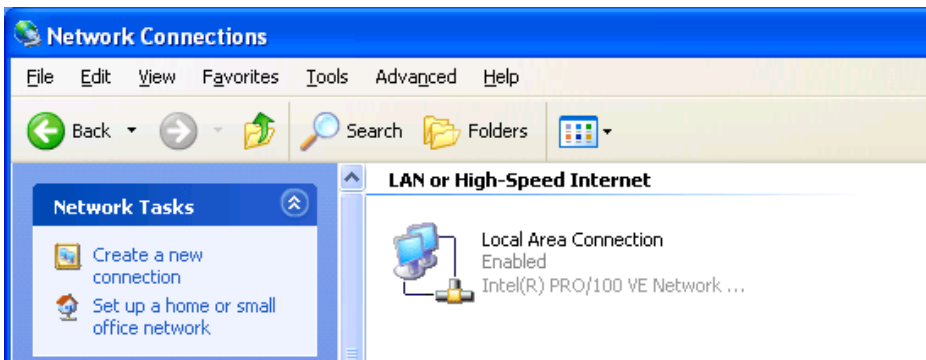 Network Connections
File Edit View Favorites Tools Advanced Help
Back Search Folders
Network Tasks
Create a new
connection
Set up a home or small
office network
LAN or High-Speed Internet
Local Area Connection
Enabled
Intel(R) PRO/100 VE Network ...